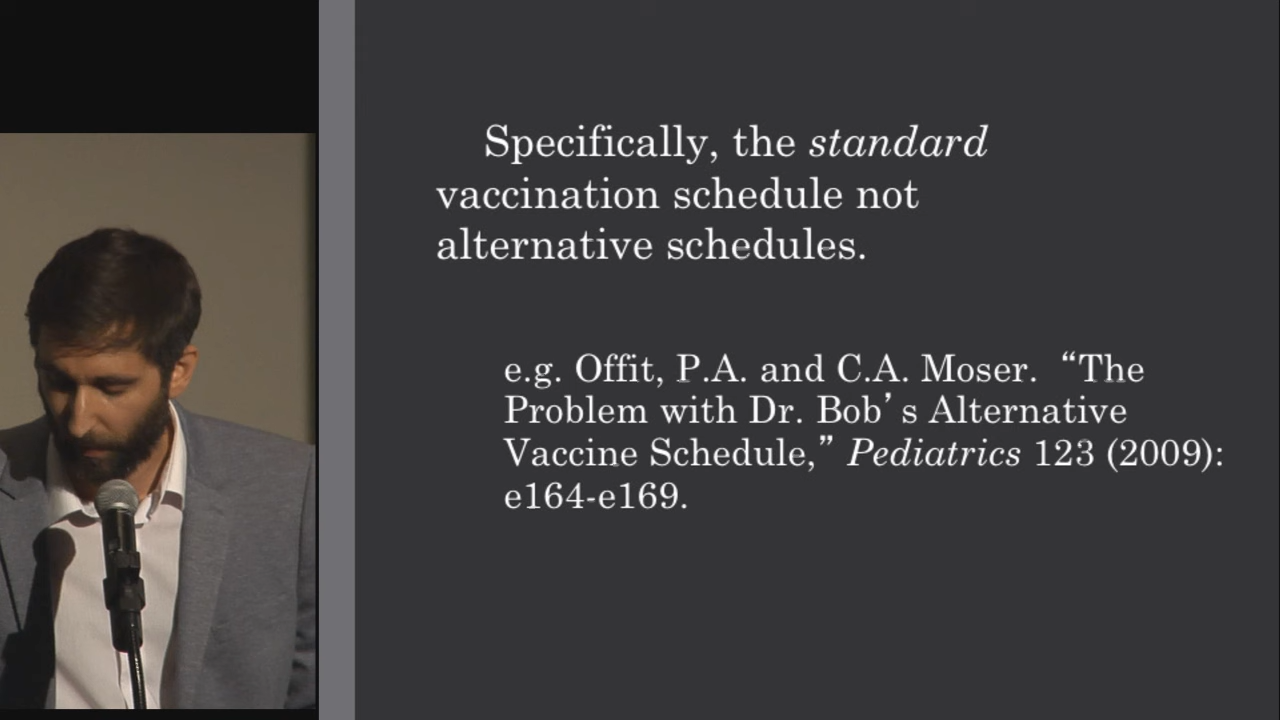 Specifically, the standard
vaccination schedule not
alternative schedules.
e.g. Offit, P.A. and C.A. Moser. “The
Problem with Dr. Bob’s Alternative
Vaccine Schedule,” Pediatrics 123 (2009):
e164-e169.